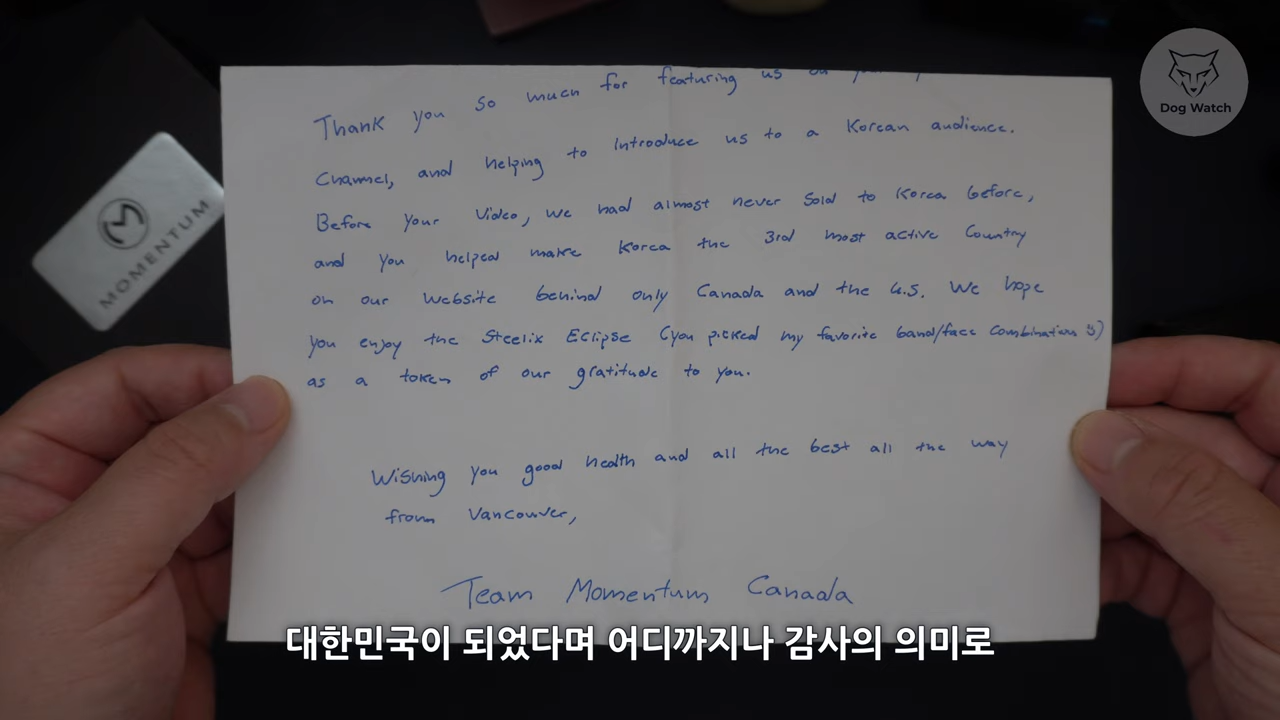 Dog Watch
MOMENTUM
Thank you so much for featuring us on
Channel, and helping to introduce us to a Korean audience.
Before your video, we had almost never sold to Korea before,
and you helped make Korea the 3rd most active Country
on our website behind only Canada and the U.S. We hope
you enjoy the Steelix Eclipse (you picked my favorite band/face combination :))
as a token of our gratitude to you.
Wishing you good health and all the best all the way
from Vancouver,
Team Momentum Canada
대한민국이 되었다며 어디까지나 감사의 의미로